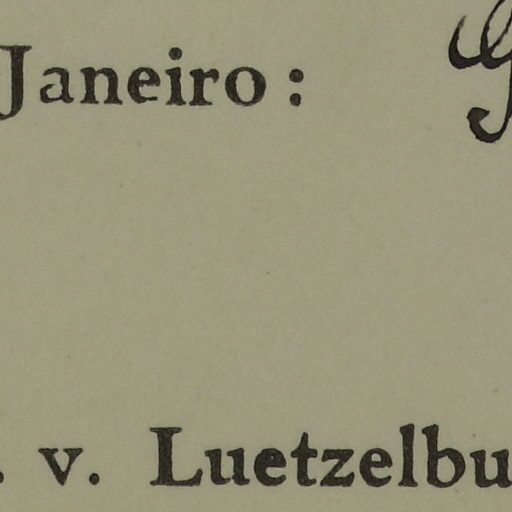 Janeiro:
. v. Luetzelbu